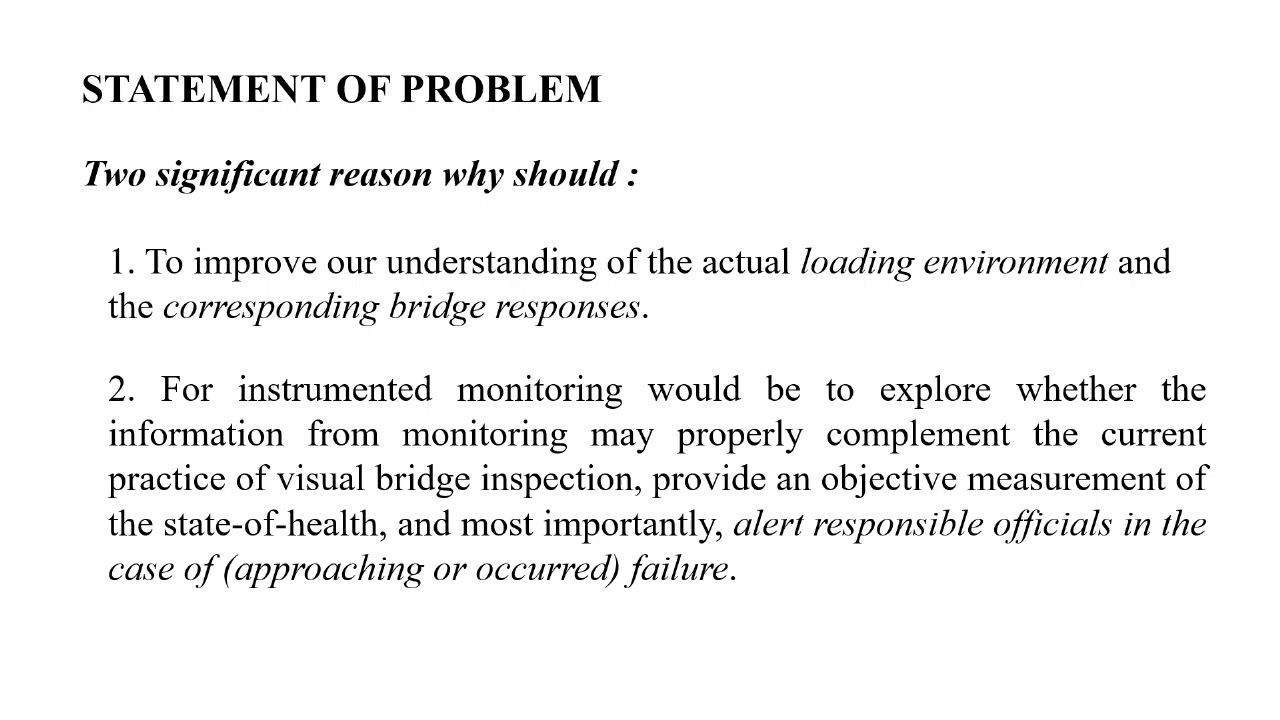 STATEMENT OF PROBLEM
Two significant reason why should :
1. To improve our understanding of the actual loading environment and
the corresponding bridge responses.
2. For instrumented monitoring would be to explore whether the
information from monitoring may properly complement the current
practice of visual bridge inspection, provide an objective measurement of
the state-of-health, and most importantly, alert responsible officials in the
case of (approaching or occurred) failure.